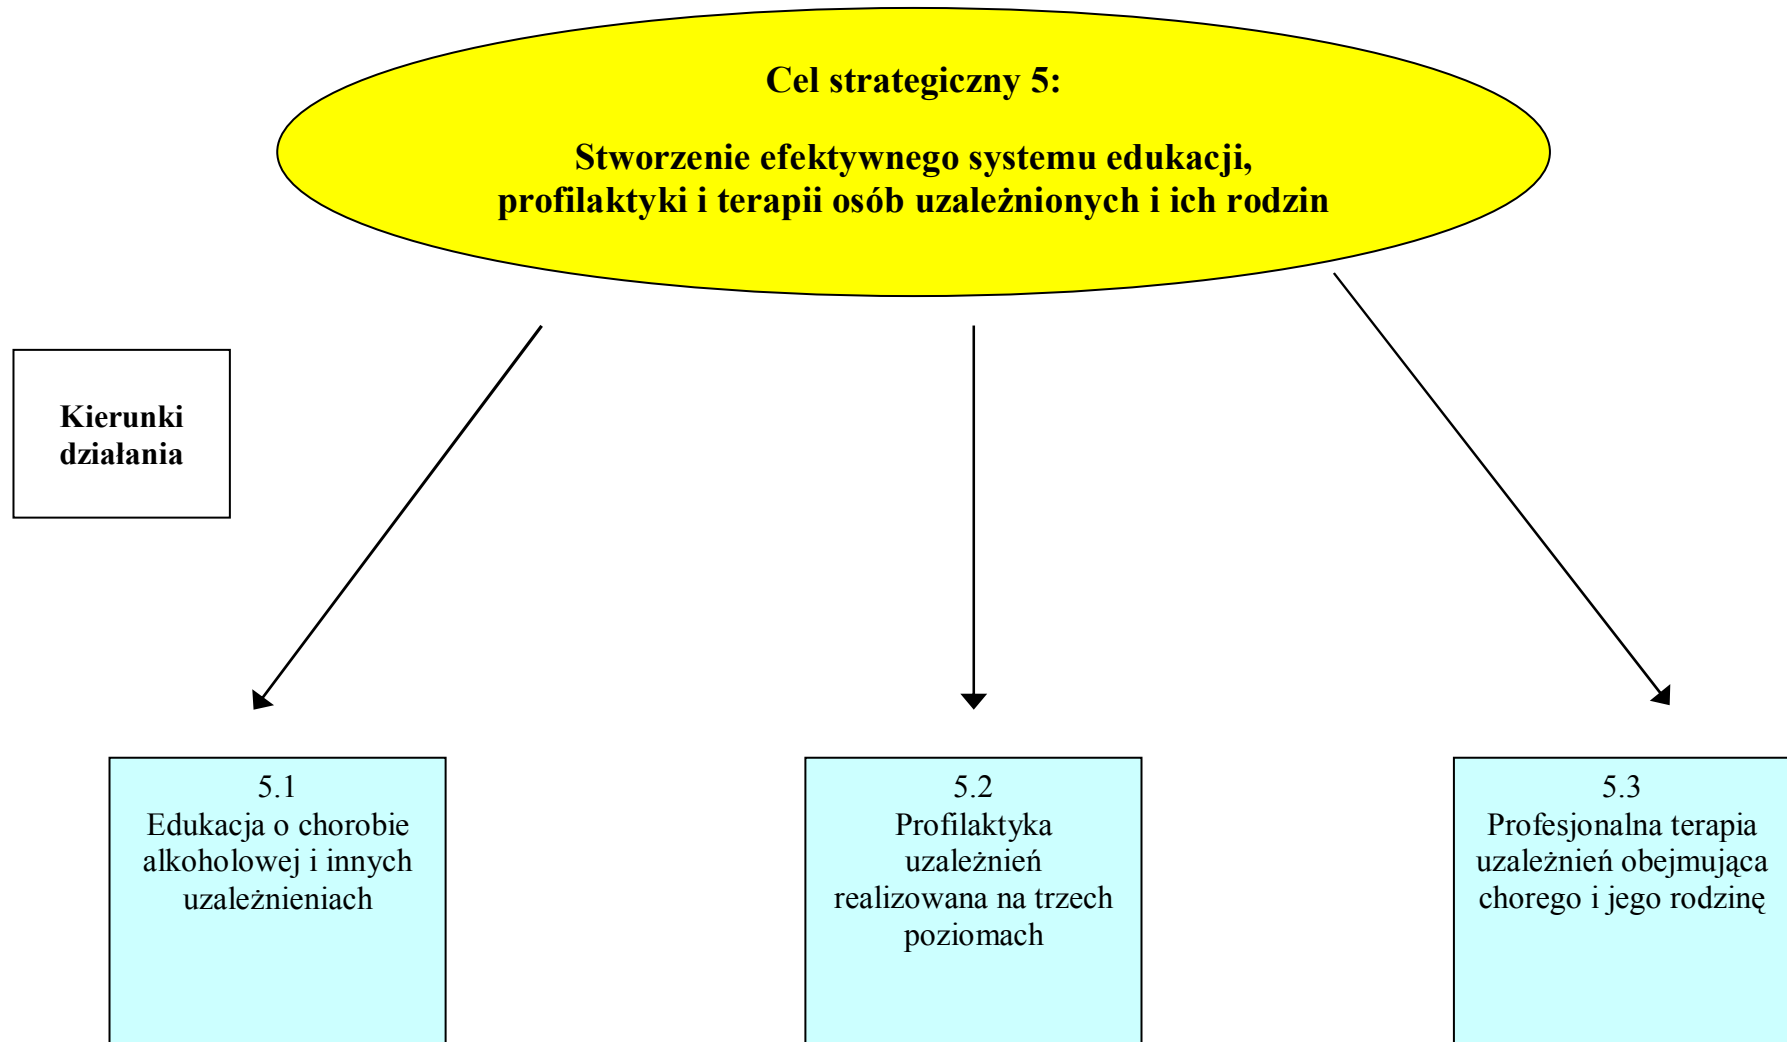 Cel strategiczny 5:
Stworzenie efektywnego systemu edukacji,
profilaktyki i terapii osób uzależnionych i ich rodzin
Kierunki
działania
5.1
Edukacja o chorobie
alkoholowej i innych
uzależnieniach
5.2
Profilaktyka
uzależnień
realizowana na trzech
poziomach
5.3
Profesjonalna terapia
uzależnień obejmująca
chorego i jego rodzinę